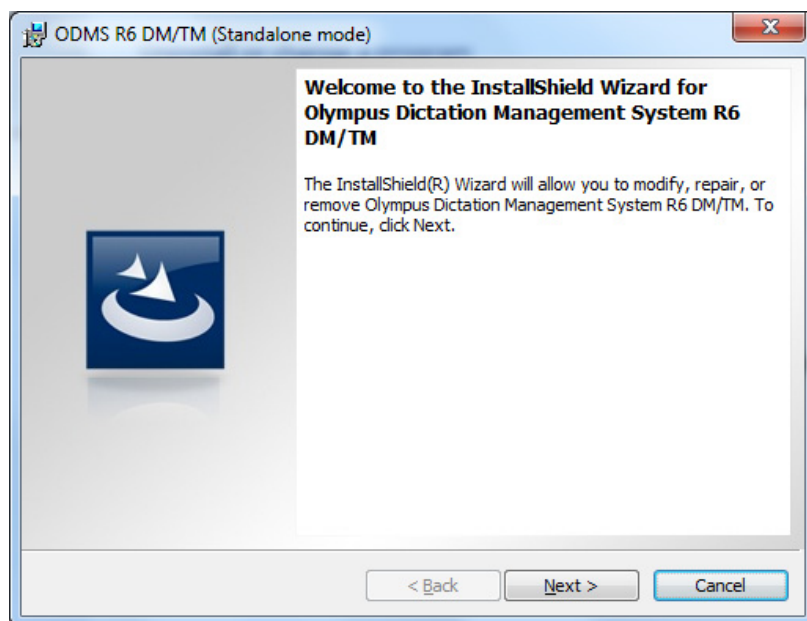 ODMS R6 DM/TM (Standalone mode)
Welcome to the InstallShield Wizard for
Olympus Dictation Management System R6
DM/TM
The InstallShield(R) Wizard will allow you to modify, repair, or
remove Olympus Dictation Management System R6 DM/TM. To
continue, click Next.
< Back
Next >
Cancel